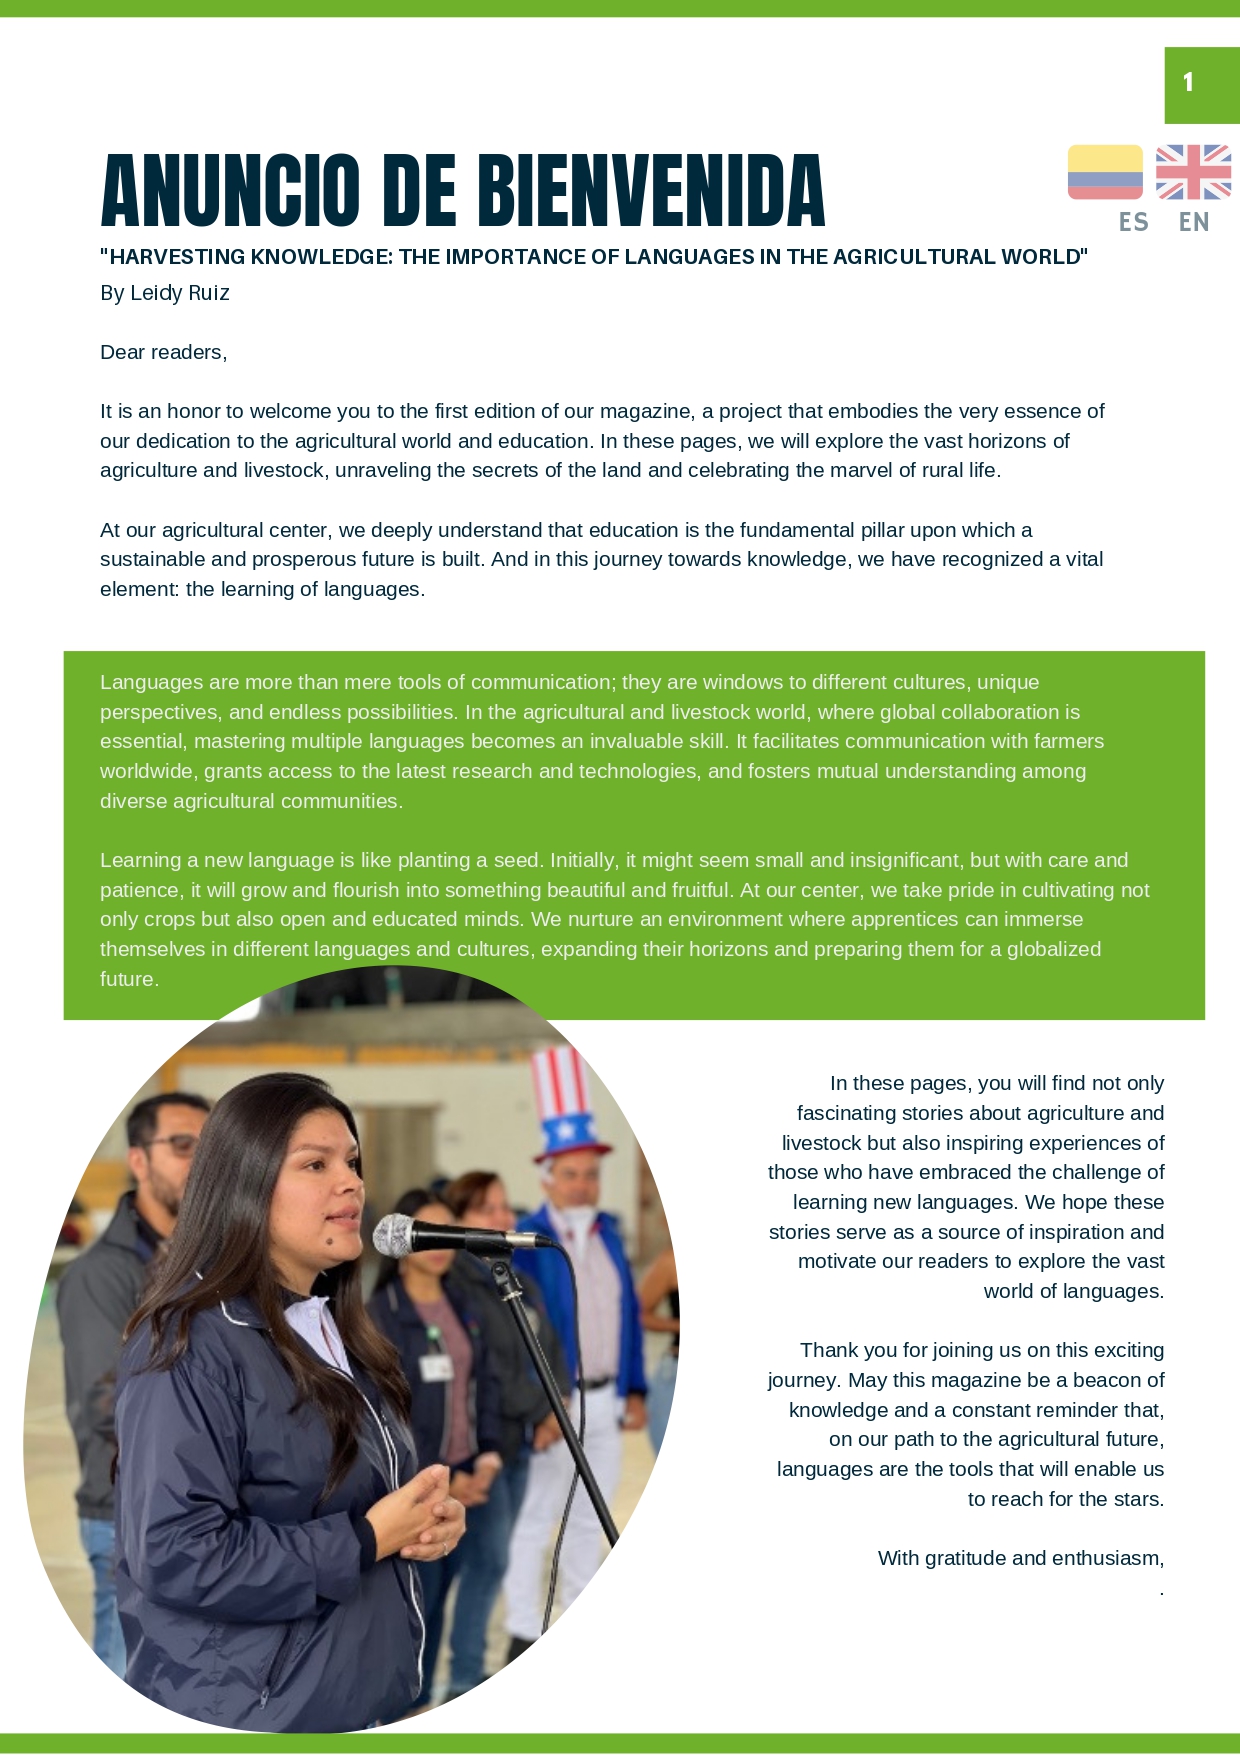 1
ANUNCIO DE BIENVENIDA
ES EN
"HARVESTING KNOWLEDGE: THE IMPORTANCE OF LANGUAGES IN THE AGRICULTURAL WORLD"
By Leidy Ruiz
Dear readers,
It is an honor to welcome you to the first edition of our magazine, a project that embodies the very essence of
our dedication to the agricultural world and education. In these pages, we will explore the vast horizons of
agriculture and livestock, unraveling the secrets of the land and celebrating the marvel of rural life.
At our agricultural center, we deeply understand that education is the fundamental pillar upon which a
sustainable and prosperous future is built. And in this journey towards knowledge, we have recognized a vital
element: the learning of languages.
Languages are more than mere tools of communication; they are windows to different cultures, unique
perspectives, and endless possibilities. In the agricultural and livestock world, where global collaboration is
essential, mastering multiple languages becomes an invaluable skill. It facilitates communication with farmers
worldwide, grants access to the latest research and technologies, and fosters mutual understanding among
diverse agricultural communities.
Learning a new language is like planting a seed. Initially, it might seem small and insignificant, but with care and
patience, it will grow and flourish into something beautiful and fruitful. At our center, we take pride in cultivating not
only crops but also open and educated minds. We nurture an environment where apprentices can immerse
themselves in different languages and cultures, expanding their horizons and preparing them for a globalized
future.
In these pages, you will find not only
fascinating stories about agriculture and
livestock but also inspiring experiences of
those who have embraced the challenge of
learning new languages. We hope these
stories serve as a source of inspiration and
motivate our readers to explore the vast
world of languages.
Thank you for joining us on this exciting
journey. May this magazine be a beacon of
knowledge and a constant reminder that,
on our path to the agricultural future,
languages are the tools that will enable us
to reach for the stars.
With gratitude and enthusiasm,
.